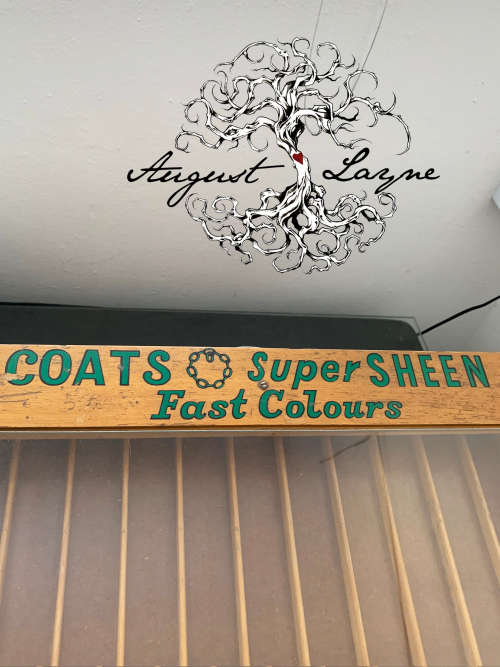 August Layne
COATS Super SHEEN
Fast Colours